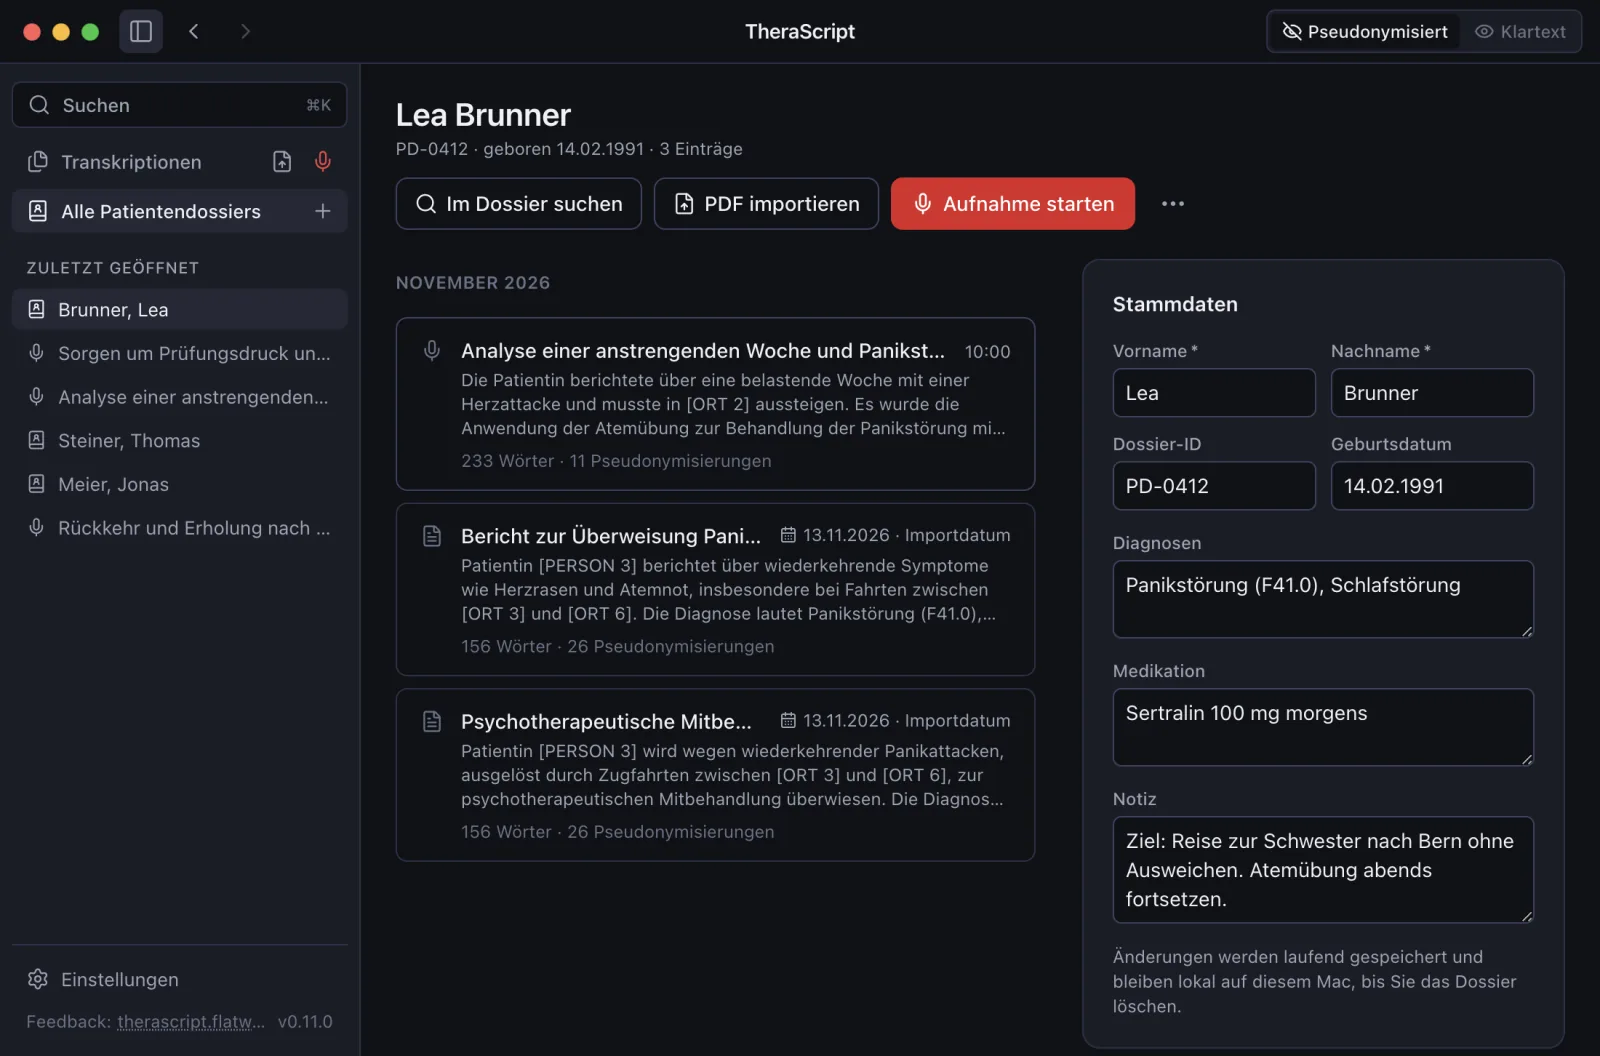 TheraScript
Pseudonymisiert
Klartext
Suchen ⌘K
Transkriptionen
Alle Patientendossiers
ZULETZT GEÖFFNET
Brunner, Lea
Sorgen um Prüfungsdruck un...
Analyse einer anstrengenden...
Steiner, Thomas
Meier, Jonas
Rückkehr und Erholung nach ...
Einstellungen
Feedback: therascript.flatw... v0.11.0
Lea Brunner
PD-0412 · geboren 14.02.1991 · 3 Einträge
Im Dossier suchen
PDF importieren
Aufnahme starten
NOVEMBER 2026
Analyse einer anstrengenden Woche und Panikst... 10:00
Die Patientin berichtete über eine belastende Woche mit einer
Herzattacke und musste in [ORT 2] aussteigen. Es wurde die
Anwendung der Atemübung zur Behandlung der Panikstörung mi...
233 Wörter · 11 Pseudonymisierungen
Bericht zur Überweisung Pani... 13.11.2026 · Importdatum
Patientin [PERSON 3] berichtet über wiederkehrende Symptome
wie Herzrasen und Atemnot, insbesondere bei Fahrten zwischen
[ORT 3] und [ORT 6]. Die Diagnose lautet Panikstörung (F41.0),...
156 Wörter · 26 Pseudonymisierungen
Psychotherapeutische Mitbe... 13.11.2026 · Importdatum
Patientin [PERSON 3] wird wegen wiederkehrender Panikattacken,
ausgelöst durch Zugfahrten zwischen [ORT 3] und [ORT 6], zur
psychotherapeutischen Mitbehandlung überwiesen. Die Diagnos...
156 Wörter · 26 Pseudonymisierungen
Stammdaten
Vorname * Nachname *
Lea Brunner
Dossier-ID Geburtsdatum
PD-0412 14.02.1991
Diagnosen
Panikstörung (F41.0), Schlafstörung
Medikation
Sertralin 100 mg morgens
Notiz
Ziel: Reise zur Schwester nach Bern ohne
Ausweichen. Atemübung abends
fortsetzen.
Änderungen werden laufend gespeichert und
bleiben lokal auf diesem Mac, bis Sie das Dossier
löschen.